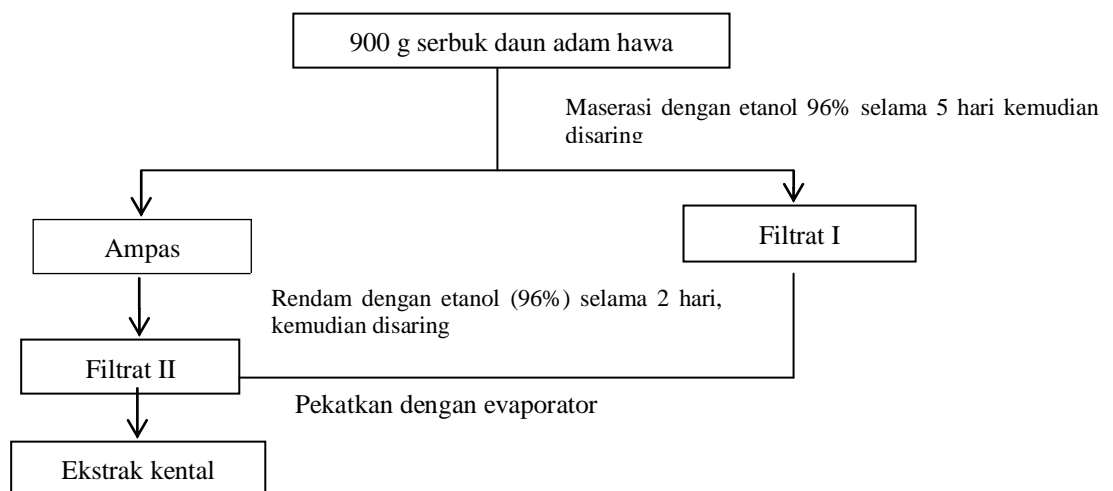 900 g serbuk daun adam hawa
Maserasi dengan etanol 96% selama 5 hari kemudian
disaring
Ampas
Filtrat I
Rendam dengan etanol (96%) selama 2 hari,
kemudian disaring
Filtrat II
Pekatkan dengan evaporator
Ekstrak kental